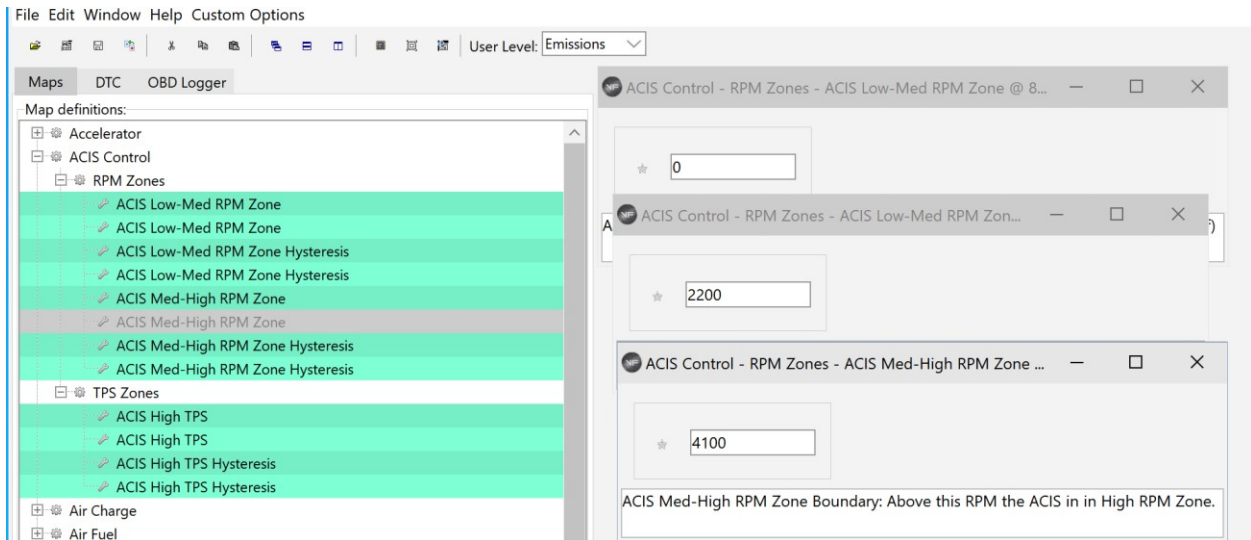 File Edit Window Help Custom Options
User Level: Emissions
Maps DTC OBD Logger
Map definitions:
Accelerator
ACIS Control
RPM Zones
ACIS Low-Med RPM Zone
ACIS Low-Med RPM Zone
ACIS Low-Med RPM Zone Hysteresis
ACIS Low-Med RPM Zone Hysteresis
ACIS Med-High RPM Zone
ACIS Med-High RPM Zone
ACIS Med-High RPM Zone Hysteresis
ACIS Med-High RPM Zone Hysteresis
TPS Zones
ACIS High TPS
ACIS High TPS
ACIS High TPS Hysteresis
ACIS High TPS Hysteresis
Air Charge
Air Fuel
ACIS Control - RPM Zones - ACIS Low-Med RPM Zone @ 8...
0
A
)
ACIS Control - RPM Zones - ACIS Low-Med RPM Zon...
2200
ACIS Control - RPM Zones - ACIS Med-High RPM Zone ...
4100
ACIS Med-High RPM Zone Boundary: Above this RPM the ACIS in in High RPM Zone.